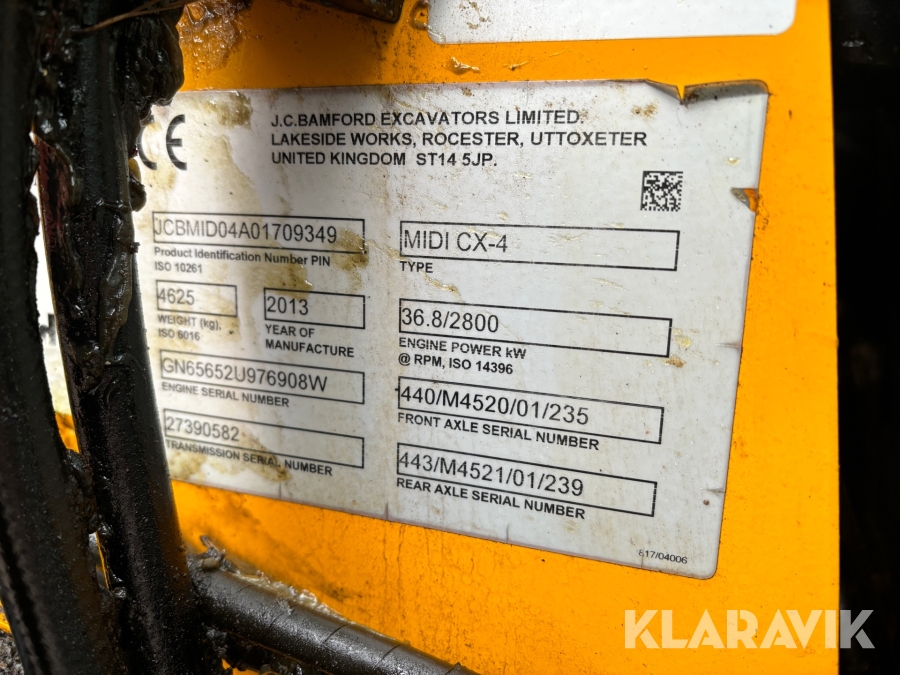 J.C.BAMFORD EXCAVATORS LIMITED.
LAKESIDE WORKS, ROCESTER, UTTOXETER
UNITED KINGDOM ST14 5JP.
CE
JCBMID04A01709349
Product Identification Number PIN
ISO 10261
MIDI CX-4
TYPE
4625
WEIGHT (kg),
ISO 6016
2013
YEAR OF
MANUFACTURE
36.8/2800
ENGINE POWER kW
@ RPM, ISO 14396
GN65652U976908W
ENGINE SERIAL NUMBER
440/M4520/01/235
FRONT AXLE SERIAL NUMBER
27390582
TRANSMISSION SERIAL NUMBER
443/M4521/01/239
REAR AXLE SERIAL NUMBER
817/04006
KLARAVIK